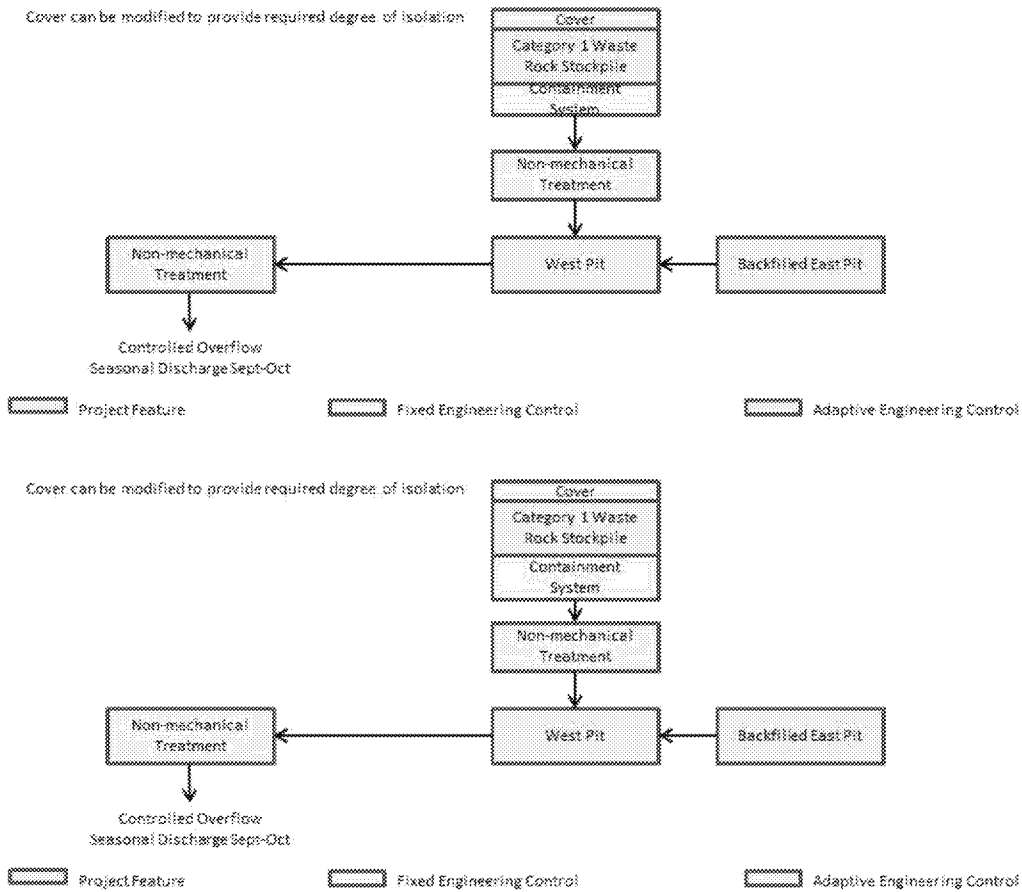 Cover can be modified to provide required degree of isolation
Cover
Category 1 Waste
Rock Stockpile
Containment
System
Non-mechanical
Treatment
Non-mechanical
Treatment
West Pit
Backfilled East Pit
Controlled Overflow
Seasonal Discharge Sept-Oct
Project Feature
Fixed Engineering Control
Adaptive Engineering Control
Cover can be modified to provide required degree of isolation
Cover
Category 1 Waste
Rock Stockpile
Containment
System
Non-mechanical
Treatment
Non-mechanical
Treatment
West Pit
Backfilled East Pit
Controlled Overflow
Seasonal Discharge Sept-Oct
Project Feature
Fixed Engineering Control
Adaptive Engineering Control